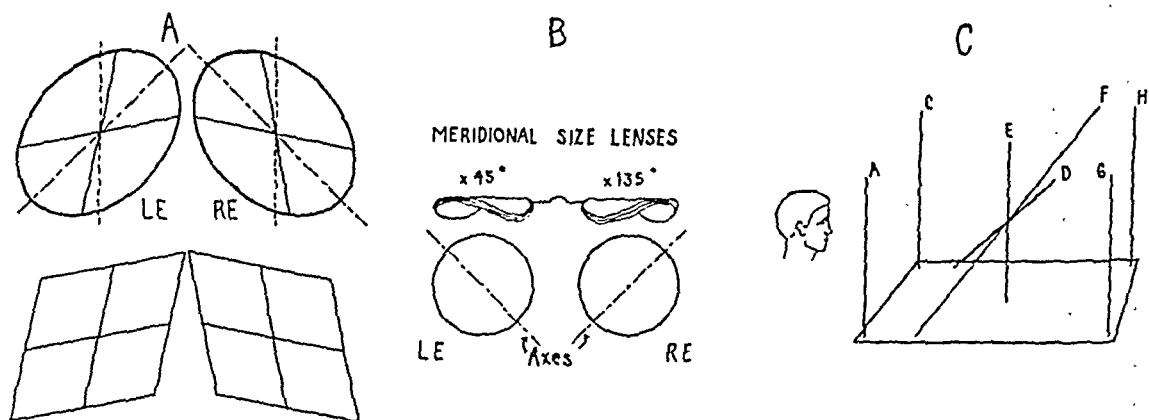 A
LE RE
B
MERIDIONAL SIZE LENSES
x 45° x 135°
LE Axes RE
C
F
C H
E
A D G